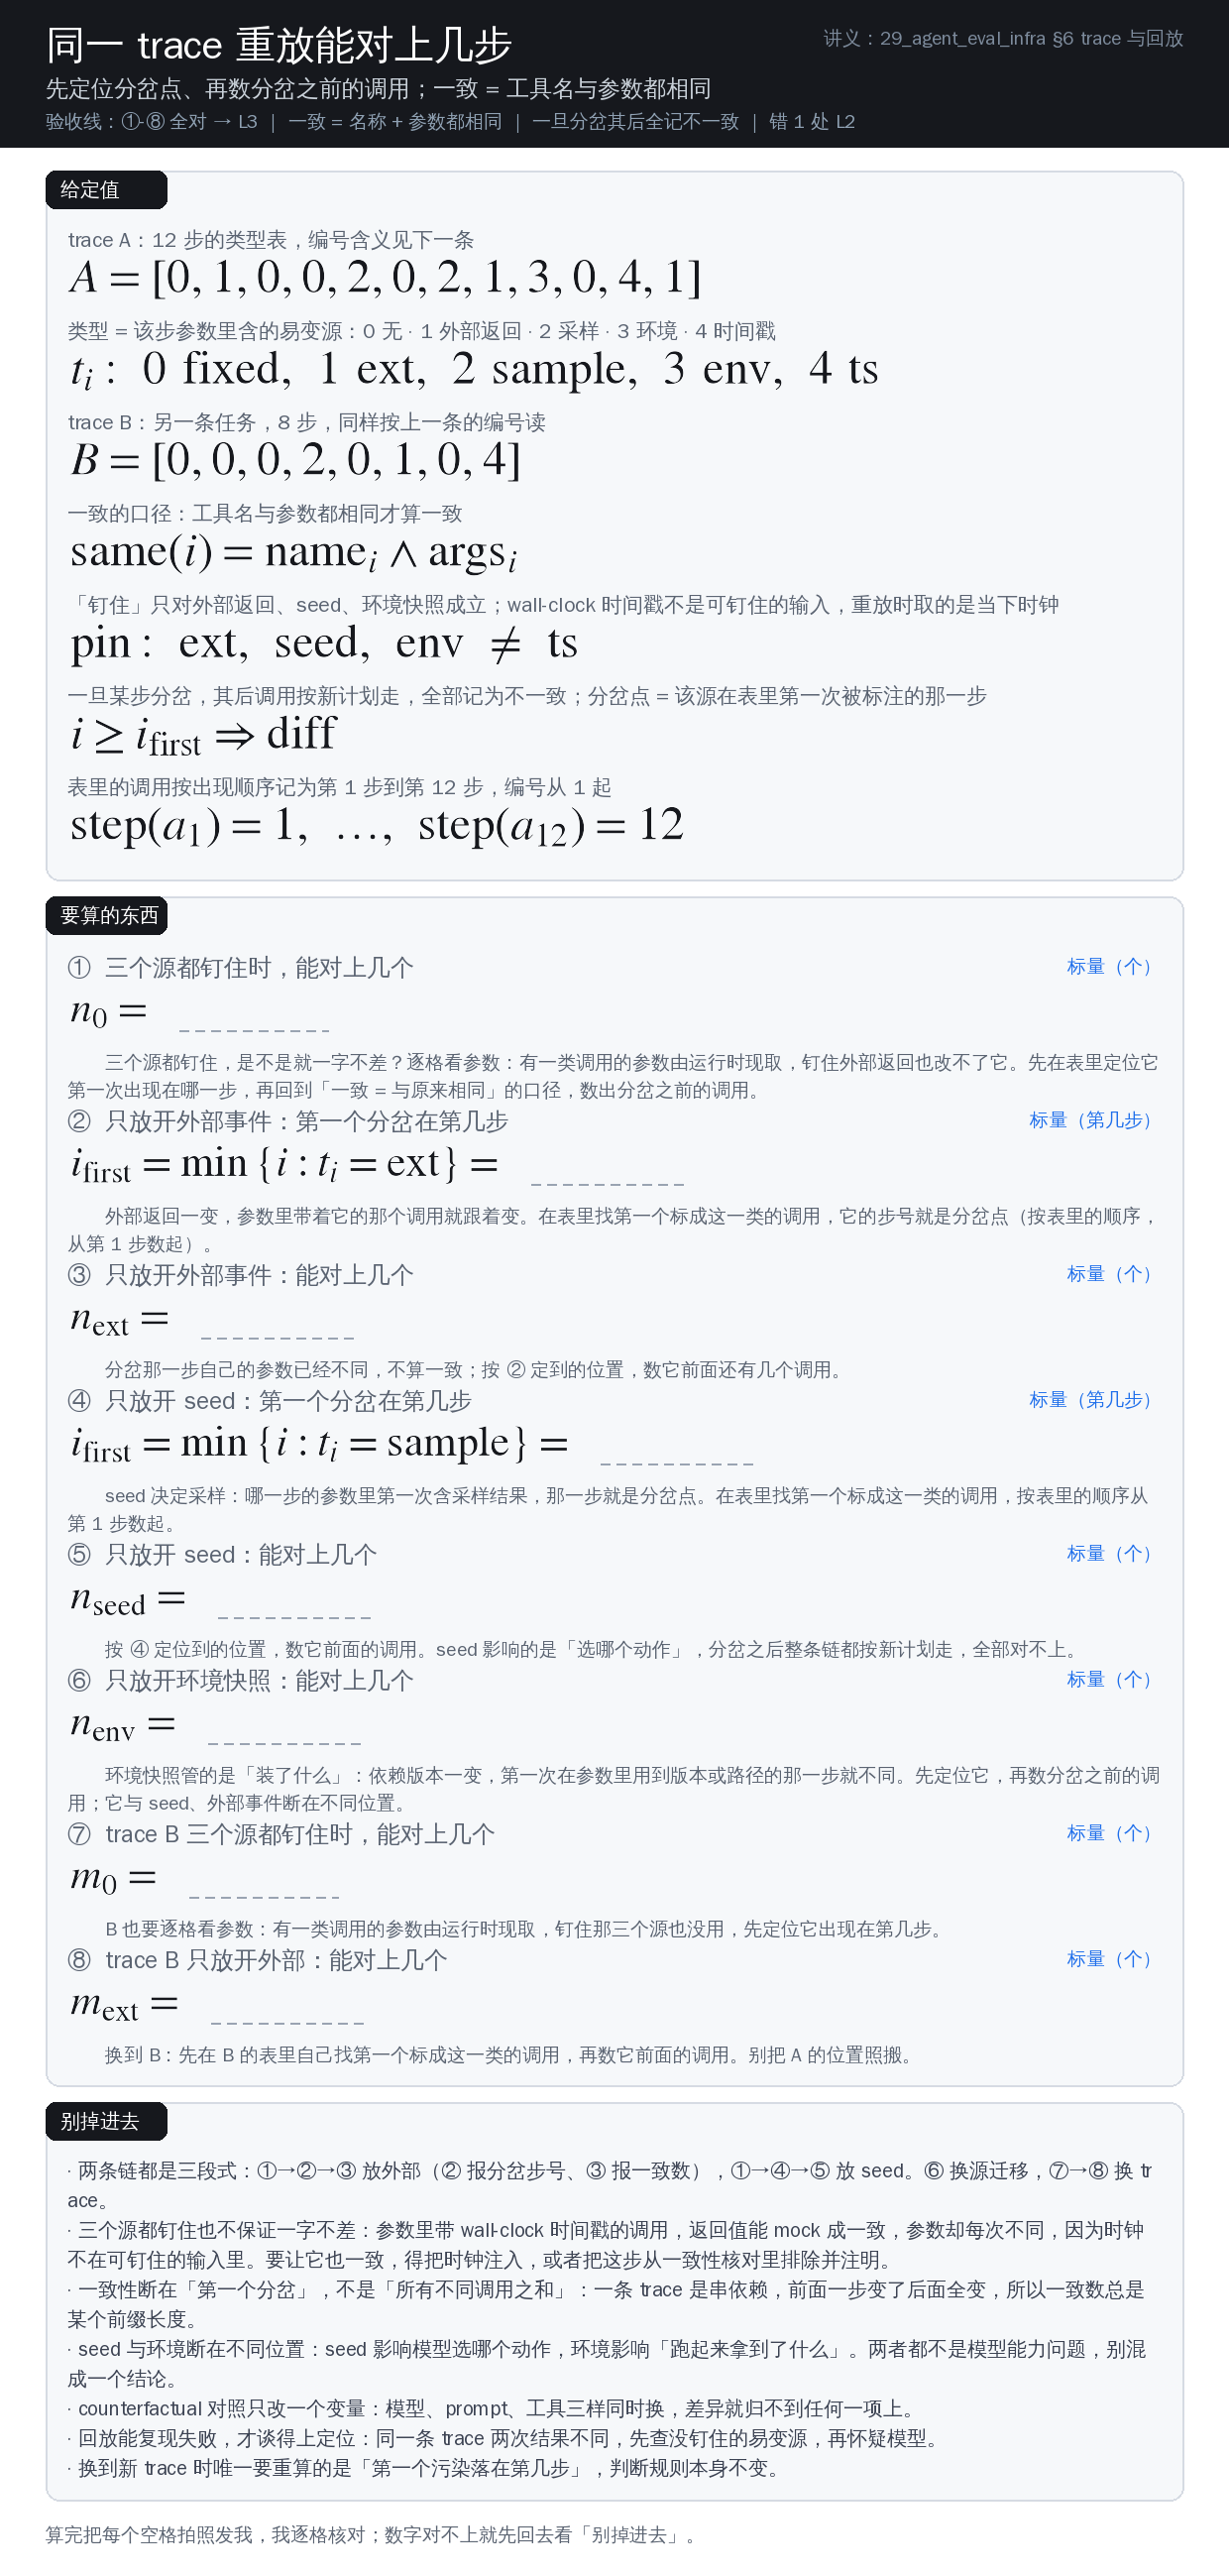 同一 trace 重放能对上几步
讲义：29_agent_eval_infra §6 trace 与回放
先定位分岔点、再数分岔之前的调用；一致 = 工具名与参数都相同
验收线：①-⑧ 全对 → L3 ｜ 一致 = 名称 + 参数都相同 ｜ 一旦分岔其后全记不一致 ｜ 错 1 处 L2
给定值
trace A：12 步的类型表，编号含义见下一条
A = [0, 1, 0, 0, 2, 0, 2, 1, 3, 0, 4, 1]
类型 = 该步参数里含的易变源：0 无 · 1 外部返回 · 2 采样 · 3 环境 · 4 时间戳
t_i : 0 fixed, 1 ext, 2 sample, 3 env, 4 ts
trace B：另一条任务，8 步，同样按上一条的编号读
B = [0, 0, 0, 2, 0, 1, 0, 4]
一致的口径：工具名与参数都相同才算一致
same(i) = name_i ∧ args_i
「钉住」只对外部返回、seed、环境快照成立；wall-clock 时间戳不是可钉住的输入，重放时取的是当下时钟
pin : ext, seed, env ≠ ts
一旦某步分岔，其后调用按新计划走，全部记为不一致；分岔点 = 该源在表里第一次被标注的那一步
i ≥ i_first ⇒ diff
表里的调用按出现顺序记为第 1 步到第 12 步，编号从 1 起
step(a_1) = 1, …, step(a_12) = 12
要算的东西
① 三个源都钉住时，能对上几个
标量（个）
n_0 =
三个源都钉住，是不是就一字不差？逐格看参数：有一类调用的参数由运行时现取，钉住外部返回也改不了它。先在表里定位它
第一次出现在哪一步，再回到「一致 = 与原来相同」的口径，数出分岔之前的调用。
② 只放开外部事件：第一个分岔在第几步
标量（第几步）
i_first = min {i : t_i = ext} =
外部返回一变，参数里带着它的那个调用就跟着变。在表里找第一个标成这一类的调用，它的步号就是分岔点（按表里的顺序，
从第 1 步数起）。
③ 只放开外部事件：能对上几个
标量（个）
n_ext =
分岔那一步自己的参数已经不同，不算一致；按 ② 定到的位置，数它前面还有几个调用。
④ 只放开 seed：第一个分岔在第几步
标量（第几步）
i_first = min {i : t_i = sample} =
seed 决定采样：哪一步的参数里第一次含采样结果，那一步就是分岔点。在表里找第一个标成这一类的调用，按表里的顺序从
第 1 步数起。
⑤ 只放开 seed：能对上几个
标量（个）
n_seed =
按 ④ 定位到的位置，数它前面的调用。seed 影响的是「选哪个动作」，分岔之后整条链都按新计划走，全部对不上。
⑥ 只放开环境快照：能对上几个
标量（个）
n_env =
环境快照管的是「装了什么」：依赖版本一变，第一次在参数里用到版本或路径的那一步就不同。先定位它，再数分岔之前的调
用；它与 seed、外部事件断在不同位置。
⑦ trace B 三个源都钉住时，能对上几个
标量（个）
m_0 =
B 也要逐格看参数：有一类调用的参数由运行时现取，钉住那三个源也没用，先定位它出现在第几步。
⑧ trace B 只放开外部：能对上几个
标量（个）
m_ext =
换到 B：先在 B 的表里自己找第一个标成这一类的调用，再数它前面的调用。别把 A 的位置照搬。
别掉进去
· 两条链都是三段式：①→②→③ 放外部（② 报分岔步号、③ 报一致数），①→④→⑤ 放 seed。⑥ 换源迁移，⑦→⑧ 换 tr
ace。
· 三个源都钉住也不保证一字不差：参数里带 wall-clock 时间戳的调用，返回值能 mock 成一致，参数却每次不同，因为时钟
不在可钉住的输入里。要让它也一致，得把时钟注入，或者把这步从一致性核对里排除并注明。
· 一致性断在「第一个分岔」，不是「所有不同调用之和」：一条 trace 是串依赖，前面一步变了后面全变，所以一致数总是
某个前缀长度。
· seed 与环境断在不同位置：seed 影响模型选哪个动作，环境影响「跑起来拿到了什么」。两者都不是模型能力问题，别混
成一个结论。
· counterfactual 对照只改一个变量：模型、prompt、工具三样同时换，差异就归不到任何一项上。
· 回放能复现失败，才谈得上定位：同一条 trace 两次结果不同，先查没钉住的易变源，再怀疑模型。
· 换到新 trace 时唯一要重算的是「第一个污染落在第几步」，判断规则本身不变。
算完把每个空格拍照发我，我逐格核对；数字对不上就先回去看「别掉进去」。